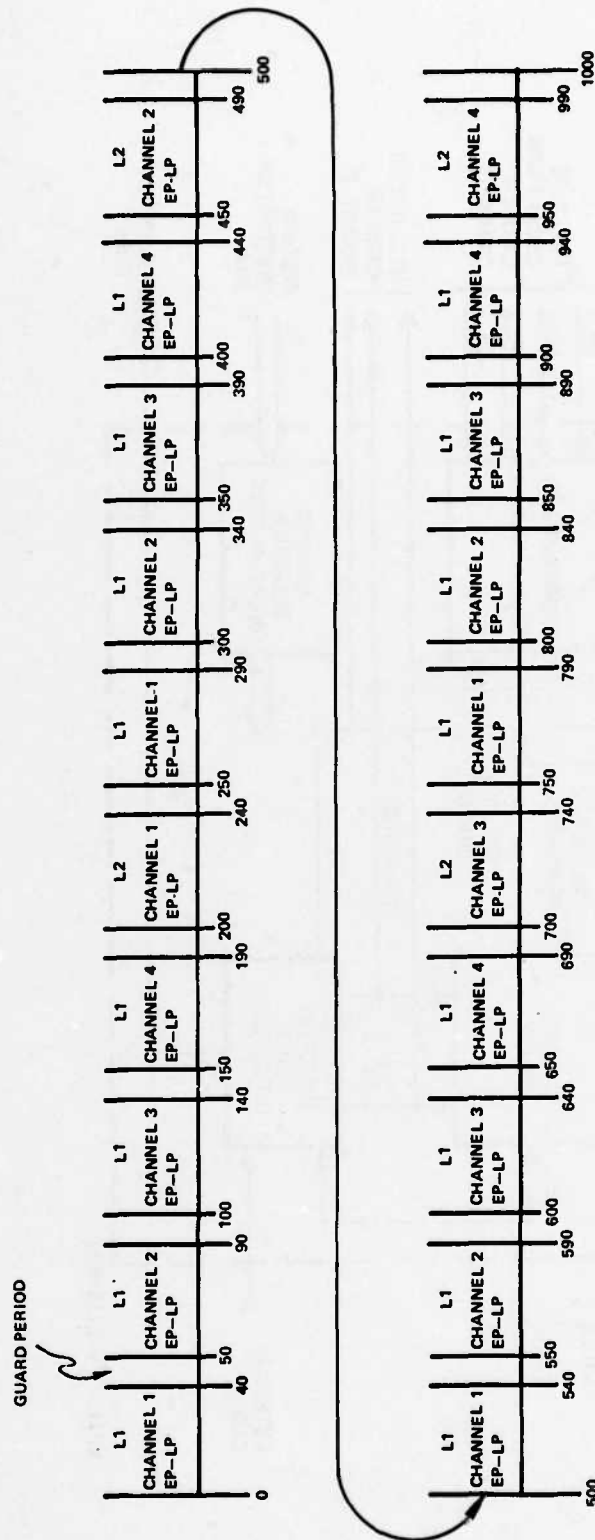 GUARD PERIOD
L1
CHANNEL 1
EP–LP
L1
CHANNEL 2
EP–LP
L1
CHANNEL 3
EP–LP
L1
CHANNEL 4
EP–LP
L2
CHANNEL 1
EP-LP
L1
CHANNEL-1
EP–LP
L1
CHANNEL 2
EP–LP
L1
CHANNEL 3
EP–LP
L1
CHANNEL 4
EP–LP
L2
CHANNEL 2
EP-LP
0 40 50 90 100 140 150 190 200 240 250 290 300 340 350 390 400 440 450 490 500
L1
CHANNEL 1
EP–LP
L1
CHANNEL 2
EP–LP
L1
CHANNEL 3
EP–LP
L1
CHANNEL 4
EP–LP
L2
CHANNEL 3
EP-LP
L1
CHANNEL 1
EP–LP
L1
CHANNEL 2
EP–LP
L1
CHANNEL 3
EP–LP
L1
CHANNEL 4
EP–LP
L2
CHANNEL 4
EP-LP
500 540 550 590 600 640 650 690 700 740 750 790 800 840 850 890 900 940 950 990 1000